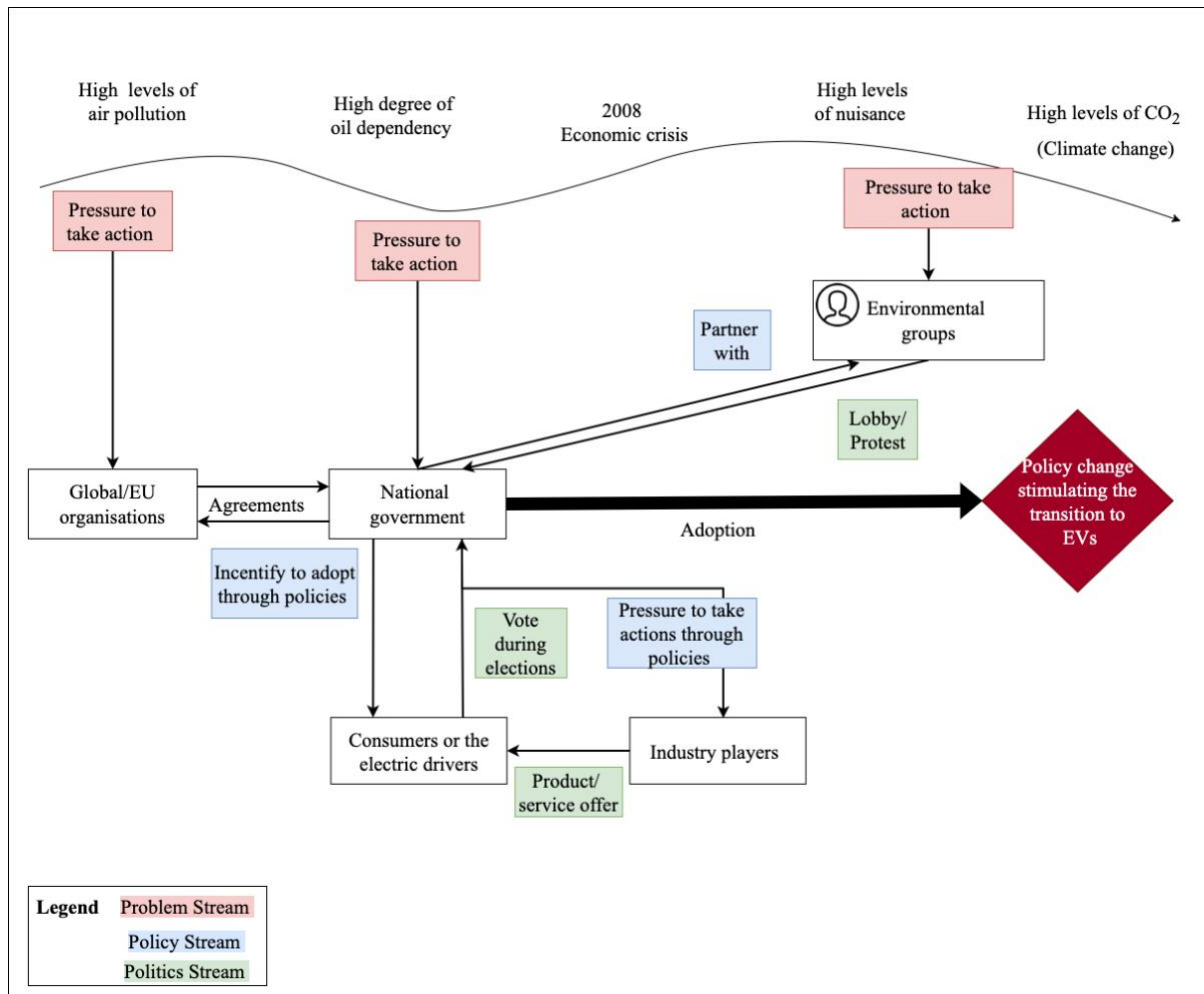 High levels of
air pollution
High degree of
oil dependency
2008
Economic crisis
High levels
of nuisance
High levels of CO₂
(Climate change)
Pressure to
take action
Pressure to
take action
Pressure to take
action
Environmental
groups
Partner
with
Lobby/
Protest
Global/EU
organisations
Agreements
National
government
Adoption
Policy change
stimulating the
transition to
EVs
Incentify to adopt
through policies
Vote
during
elections
Pressure to take
actions through
policies
Consumers or the
electric drivers
Industry players
Product/
service offer
Legend Problem Stream
Policy Stream
Politics Stream